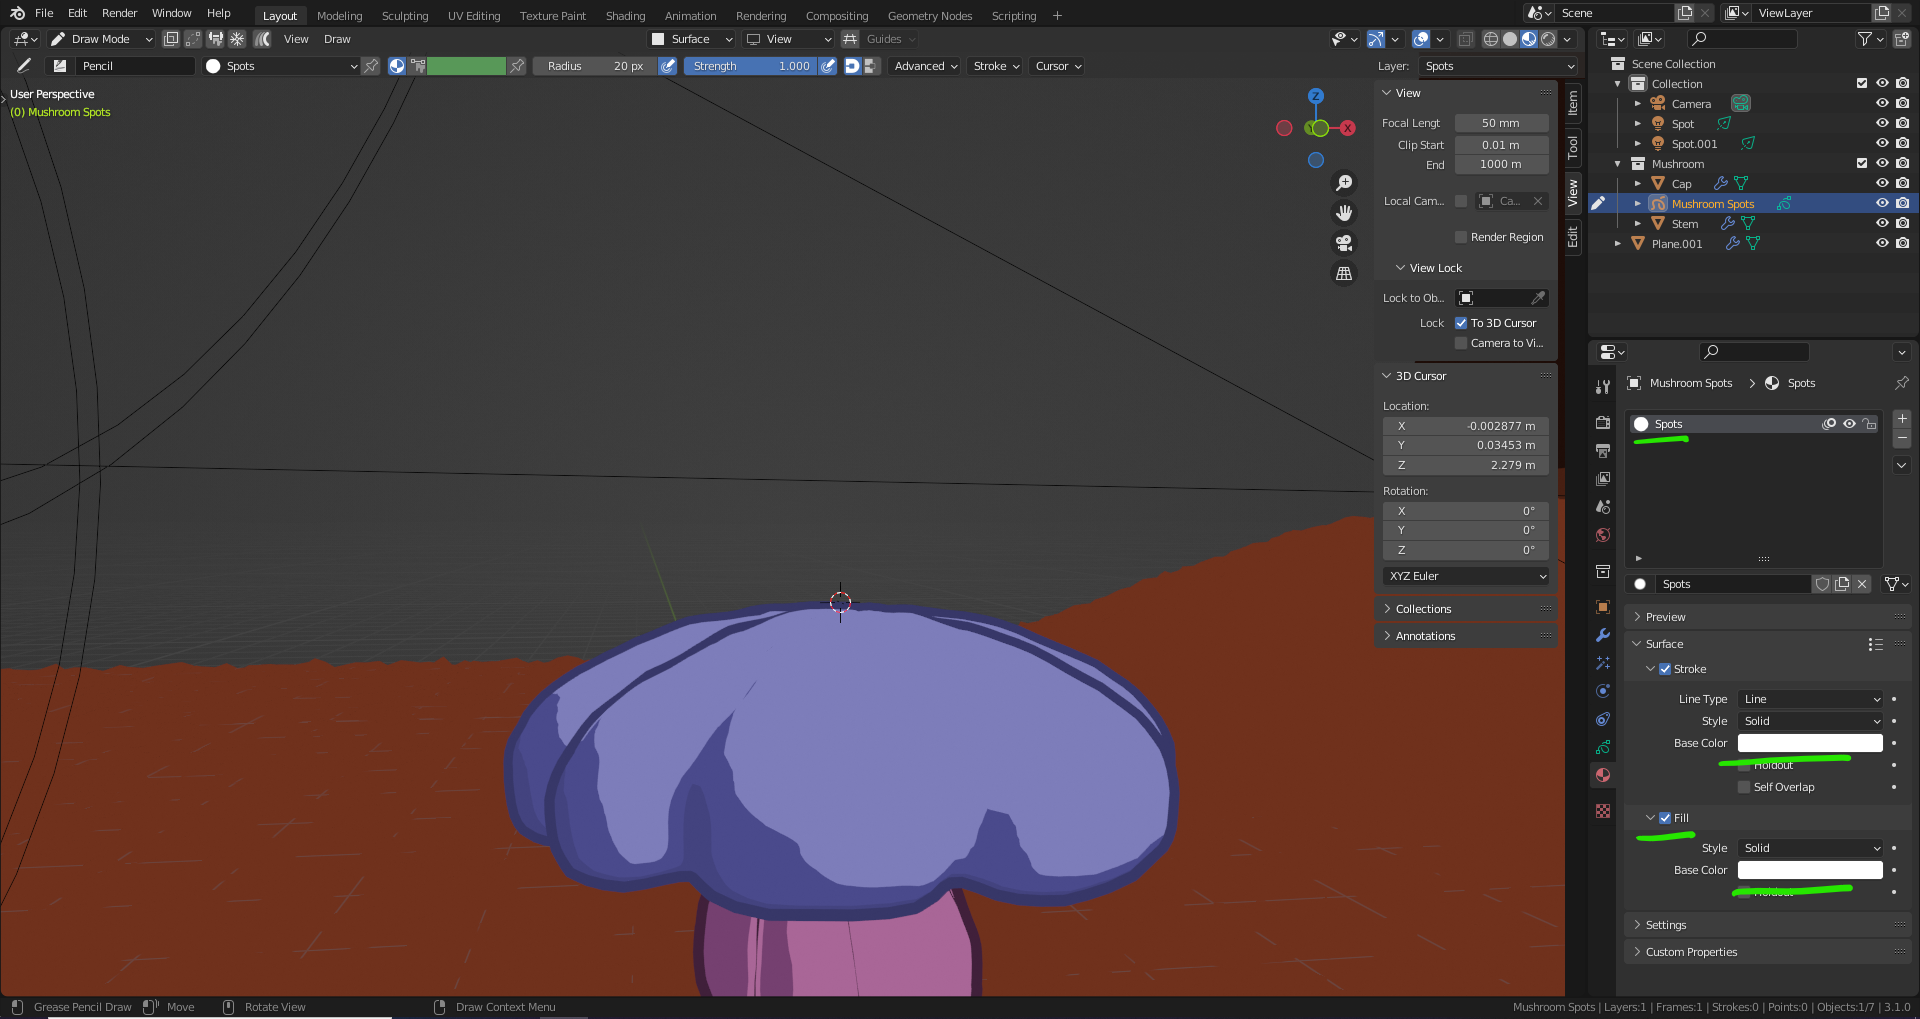 File Edit Render Window Help Layout Modeling Sculpting UV Editing Texture Paint Shading Animation Rendering Compositing Geometry Nodes Scripting + Scene ViewLayer
Draw Mode View Draw Surface View Guides
Pencil Spots Radius 20 px Strength 1.000 Advanced Stroke Cursor Layer: Spots
User Perspective
(0) Mushroom Spots
Z
Y
X
View
Focal Lengt 50 mm
Clip Start 0.01 m
End 1000 m
Local Cam... Ca...
Render Region
View Lock
Lock to Ob...
Lock To 3D Cursor
Camera to Vi...
3D Cursor
Location:
X -0.002877 m
Y 0.03453 m
Z 2.279 m
Rotation:
X 0°
Y 0°
Z 0°
XYZ Euler
Collections
Annotations
Item
Tool
View
Edit
Scene Collection
Collection
Camera
Spot
Spot.001
Mushroom
Cap
Mushroom Spots
Stem
Plane.001
Mushroom Spots > Spots
Spots
Spots
Preview
Surface
Stroke
Line Type Line
Style Solid
Base Color
Holdout
Self Overlap
Fill
Style Solid
Base Color
Holdout
Settings
Custom Properties
Grease Pencil Draw Move Rotate View Draw Context Menu Mushroom Spots | Layers:1 | Frames:1 | Strokes:0 | Points:0 | Objects:1/7 | 3.1.0